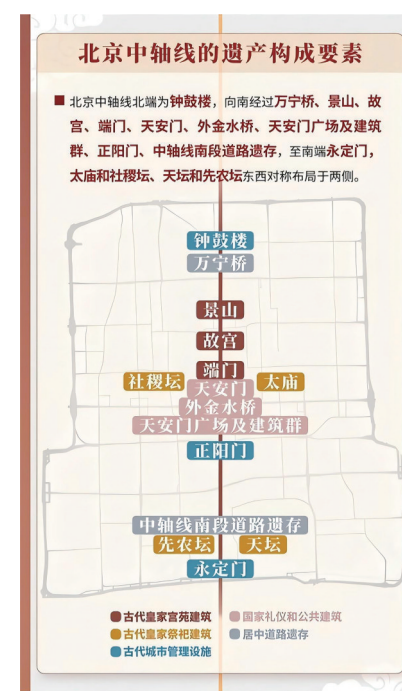 北京中轴线的遗产构成要素
北京中轴线北端为钟鼓楼，向南经过万宁桥、景山、故
宫、端门、天安门、外金水桥、天安门广场及建筑
群、正阳门、中轴线南段道路遗存，至南端永定门，
太庙和社稷坛、天坛和先农坛东西对称布局于两侧。
钟鼓楼
万宁桥
景山
故宫
端门
社稷坛 天安门 太庙
外金水桥
天安门广场及建筑群
正阳门
中轴线南段道路遗存
先农坛 天坛
永定门
古代皇家宫苑建筑 国家礼仪和公共建筑
古代皇家祭祀建筑 居中道路遗存
古代城市管理设施